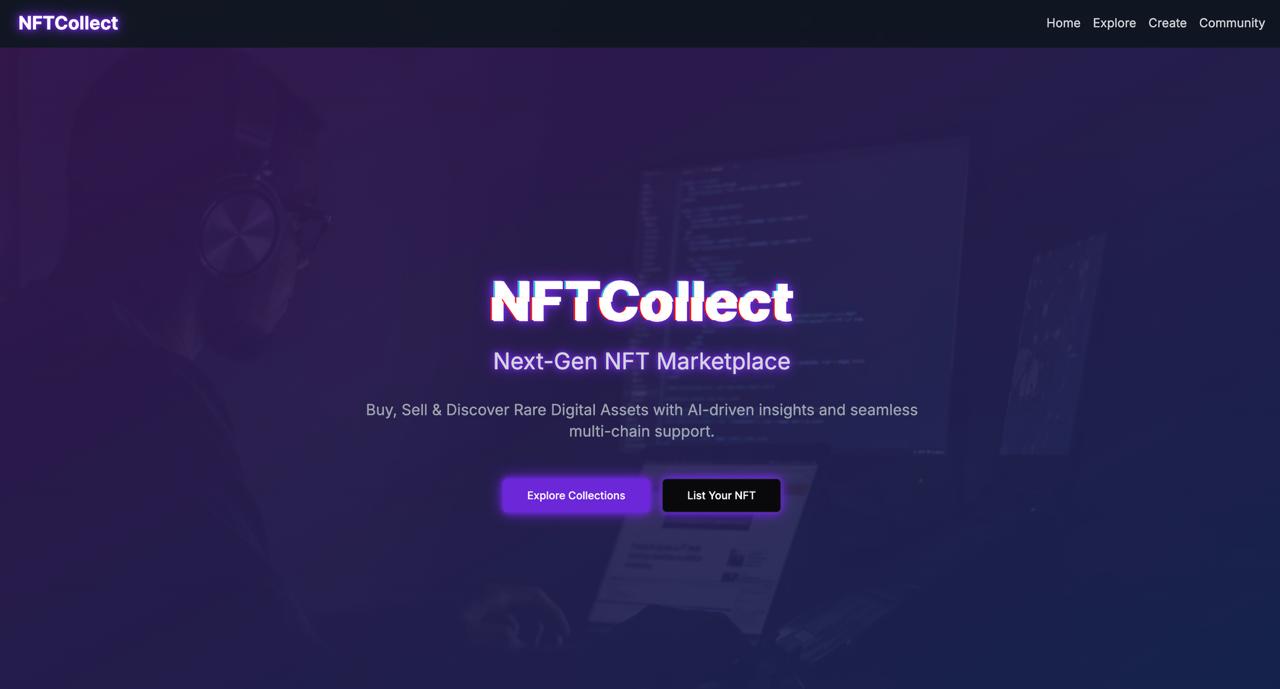 NFTCollect
Home Explore Create Community
NFTCollect
Next-Gen NFT Marketplace
Buy, Sell & Discover Rare Digital Assets with AI-driven insights and seamless
multi-chain support.
Explore Collections
List Your NFT